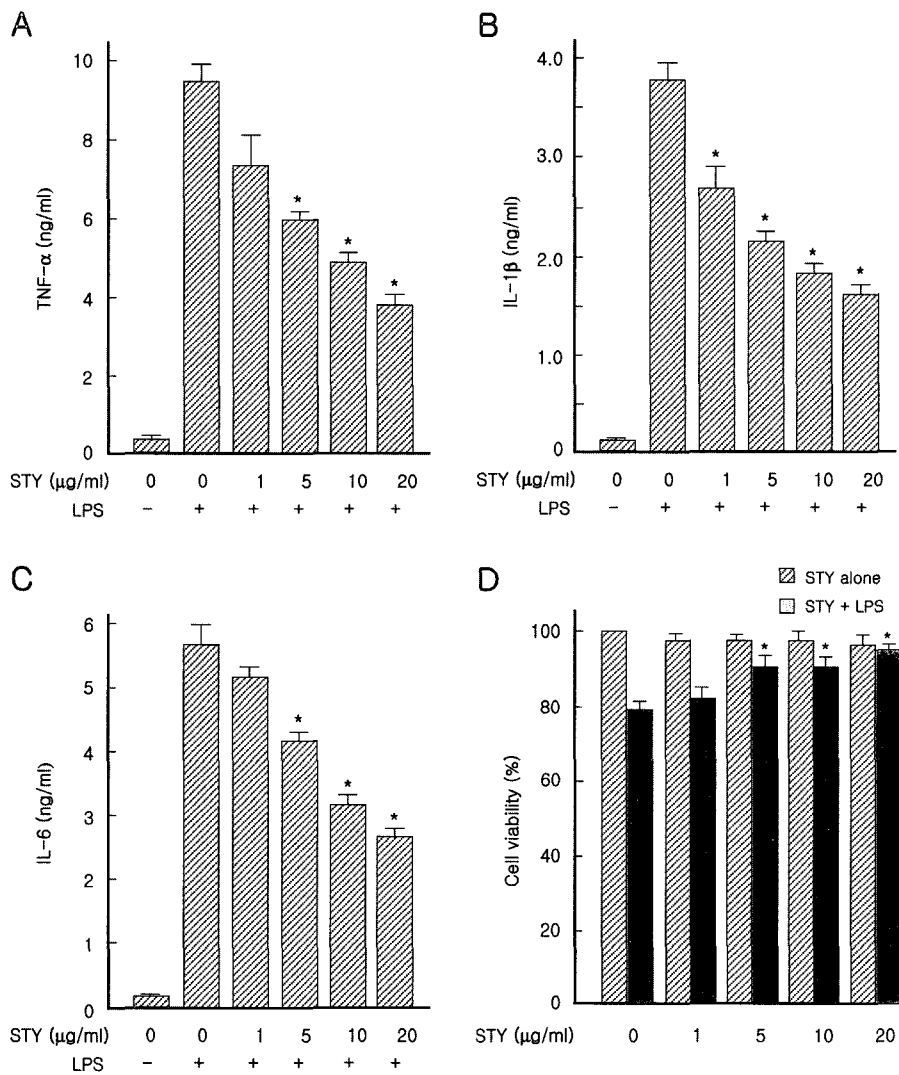 A
B
TNF-α (ng/ml)
10
8
6
4
2
0
*
*
*
STY (μg/ml) 0 0 1 5 10 20
LPS - + + + + +
IL-1β (ng/ml)
4.0
3.0
2.0
1.0
0
*
*
*
*
STY (μg/ml) 0 0 1 5 10 20
LPS - + + + + +
C
D
IL-6 (ng/ml)
6
5
4
3
2
1
0
*
*
*
STY (μg/ml) 0 0 1 5 10 20
LPS - + + + + +
STY alone
STY + LPS
Cell viability (%)
100
80
60
40
20
0
*
*
*
STY (μg/ml) 0 1 5 10 20